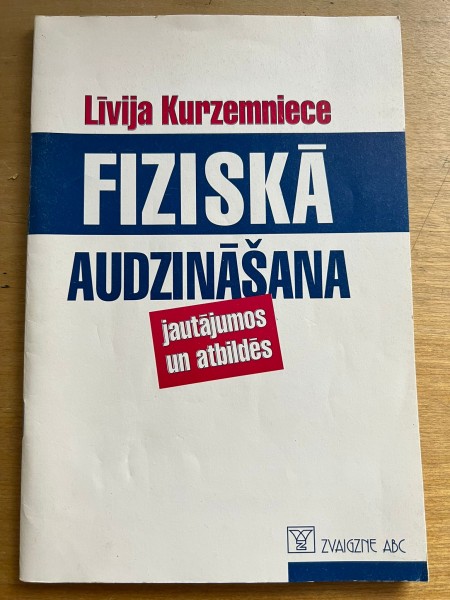 Līvija Kurzemniece
FIZISKĀ
AUDZINĀŠANA
jautājumos
un atbildēs
ZVAIGZNE ABC